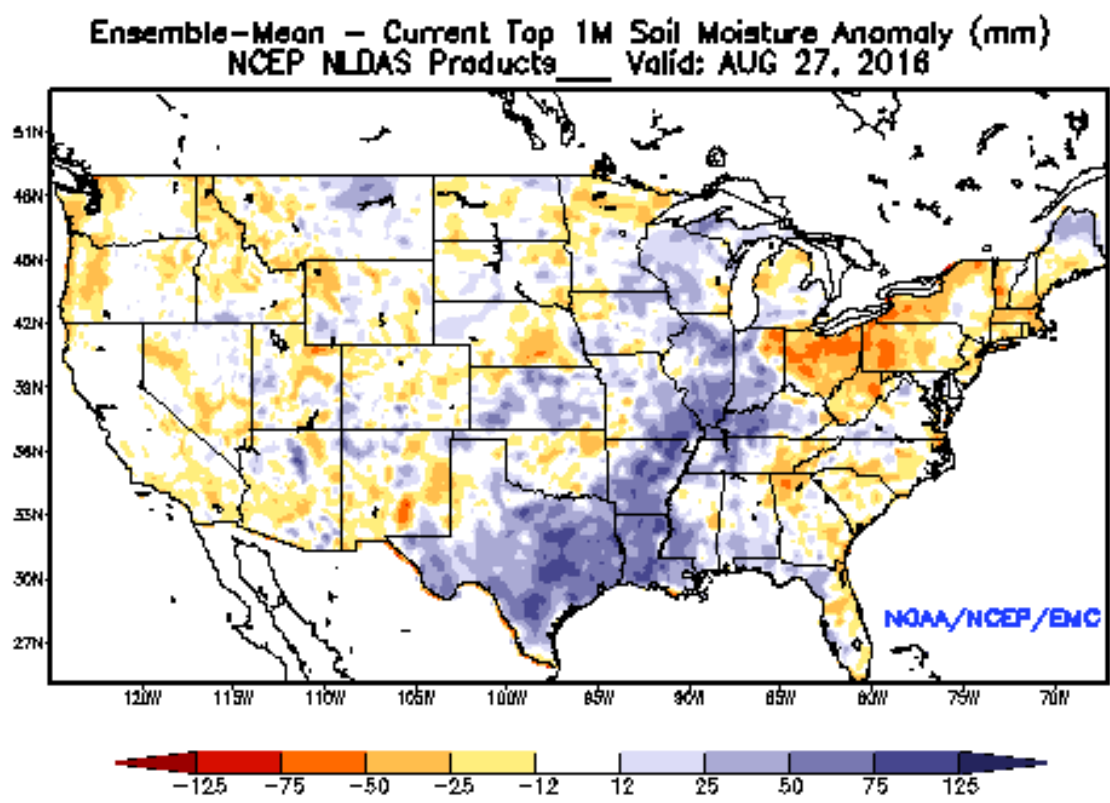 Ensemble-Mean - Current Top 1M Soil Moisture Anomaly (mm)
NCEP NLDAS Products___ Valid: AUG 27, 2016
51N
48N
45N
42N
39N
36N
33N
30N
27N
NOAA/NCEP/EMC
120W 115W 110W 105W 100W 95W 90W 85W 80W 75W 70W
-125 -75 -50 -25 -12 12 25 50 75 125